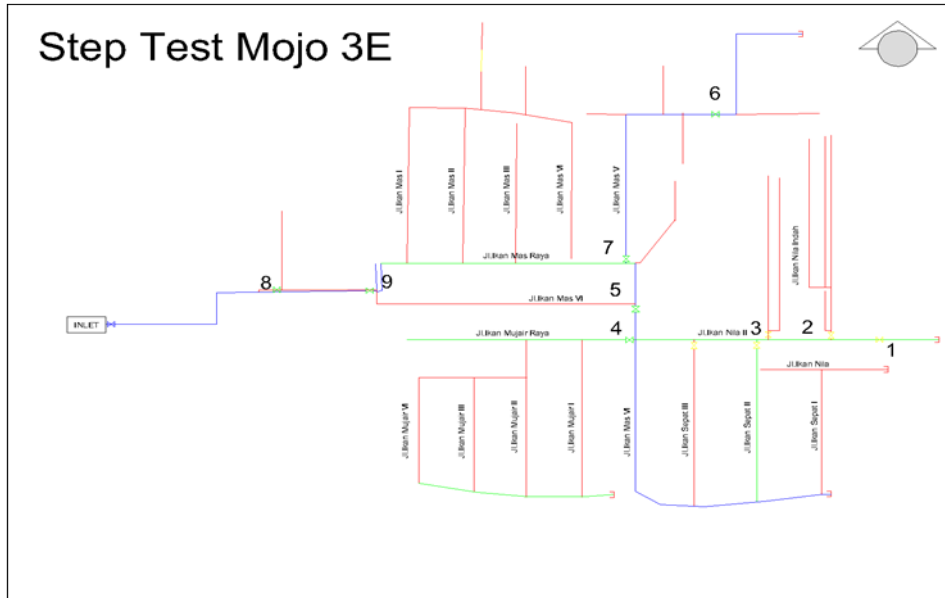 Step Test Mojo 3E
6
Jl.Ikan Mas I
Jl.Ikan Mas II
Jl.Ikan Mas III
Jl.Ikan Mas VI
Jl.Ikan Mas V
Jl.Ikan Nila Indah
7
Jl.Ikan Mas Raya
8
9
5
Jl.Ikan Mas VI
INLET
4
Jl.Ikan Mujair Raya
Jl.Ikan Nila II
3
2
1
Jl.Ikan Nila
Jl.Ikan Mujair VI
Jl.Ikan Mujair III
Jl.Ikan Mujair II
Jl.Ikan Mujair I
Jl.Ikan Mas VI
Jl.Ikan Sepat III
Jl.Ikan Sepat II
Jl.Ikan Sepat I